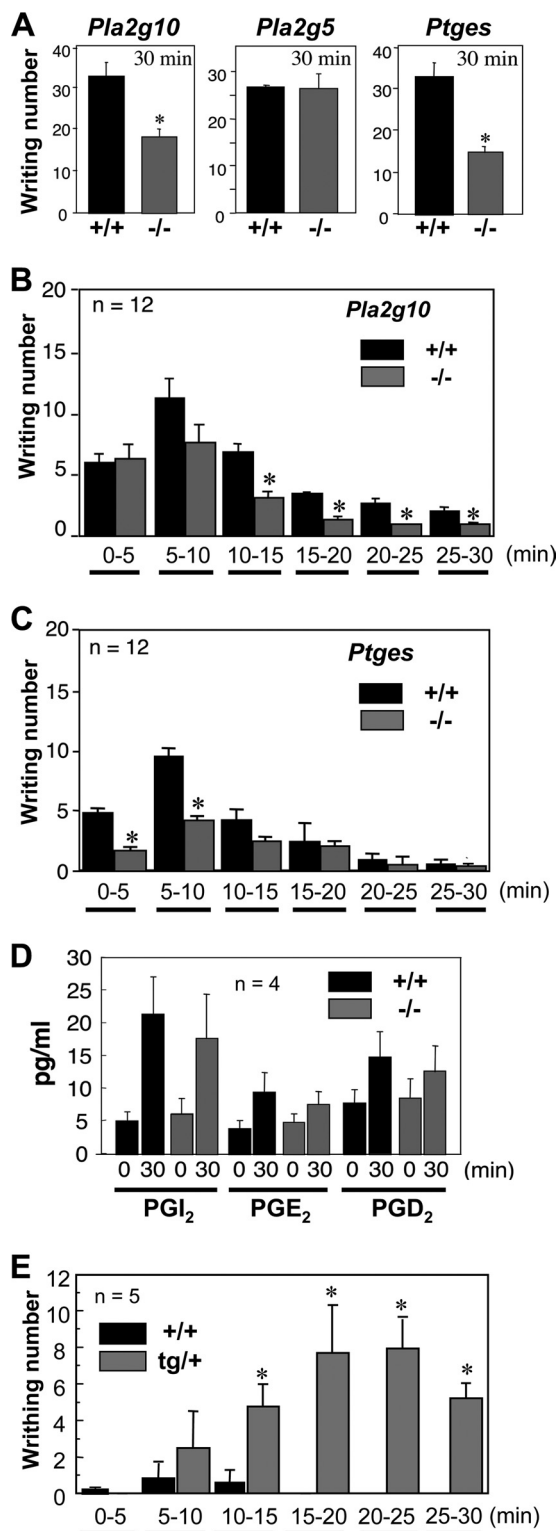 A
Pla2g10 Pla2g5 Ptges
Writing number
40 30 min
30
20
10
0
*
+/+ -/-
30 min
30
20
10
0
+/+ -/-
40 30 min
30
20
10
0
*
+/+ -/-
B
Writing number
20
15
10
5
0
n = 12
Pla2g10
+/+
-/-
* * * *
0-5 5-10 10-15 15-20 20-25 25-30 (min)
C
Writing number
20
15
10
5
0
n = 12
Ptges
+/+
-/-
* *
0-5 5-10 10-15 15-20 20-25 25-30 (min)
D
pg/ml
30
25
20
15
10
5
0
n = 4
+/+
-/-
0 30 0 30 0 30 0 30 0 30 0 30 (min)
PGI₂ PGE₂ PGD₂
E
Writhing number
12
10
8
6
4
2
0
n = 5
+/+
tg/+
* * * *
0-5 5-10 10-15 15-20 20-25 25-30 (min)